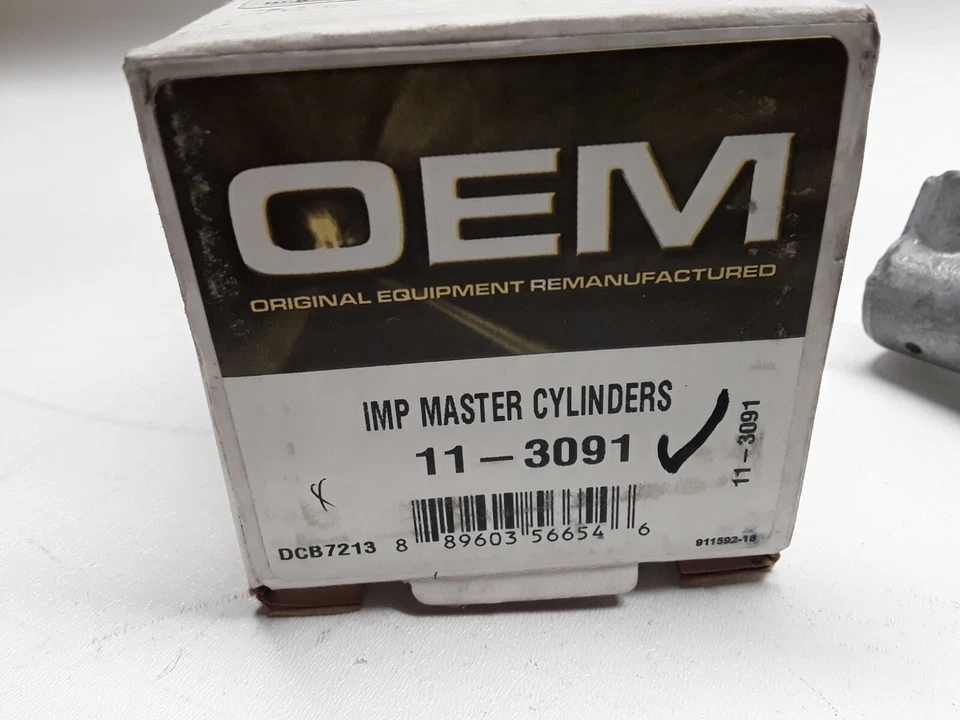 OEM
ORIGINAL EQUIPMENT REMANUFACTURED
IMP MASTER CYLINDERS
11-3091
11-3091
DCB7213
8 89603 56654 6
911592-18